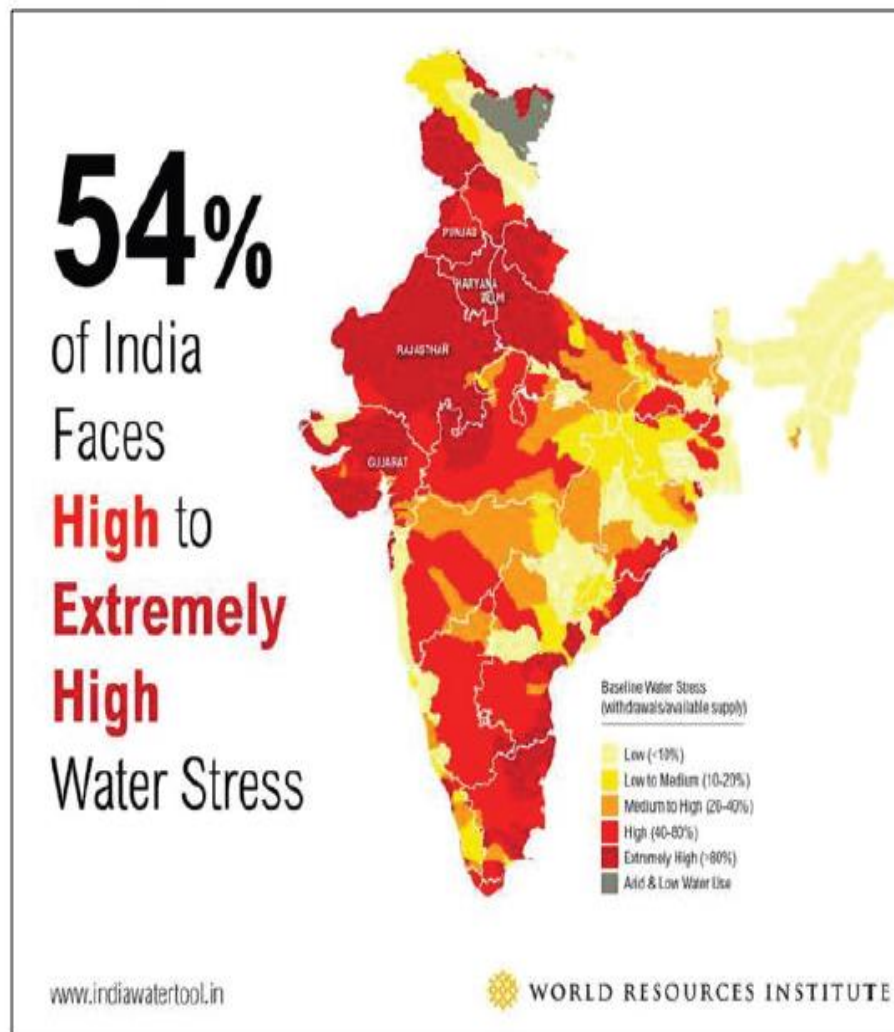 54%
of India
Faces
High to
Extremely
High
Water Stress
PUNJAB
HARYANA
DELHI
RAJASTHAN
GUJARAT
Baseline Water Stress
(withdrawals/available supply)
Low (<10%)
Low to Medium (10-20%)
Medium to High (20-40%)
High (40-80%)
Extremely High (>80%)
Arid & Low Water Use
www.indiawatertool.in
WORLD RESOURCES INSTITUTE